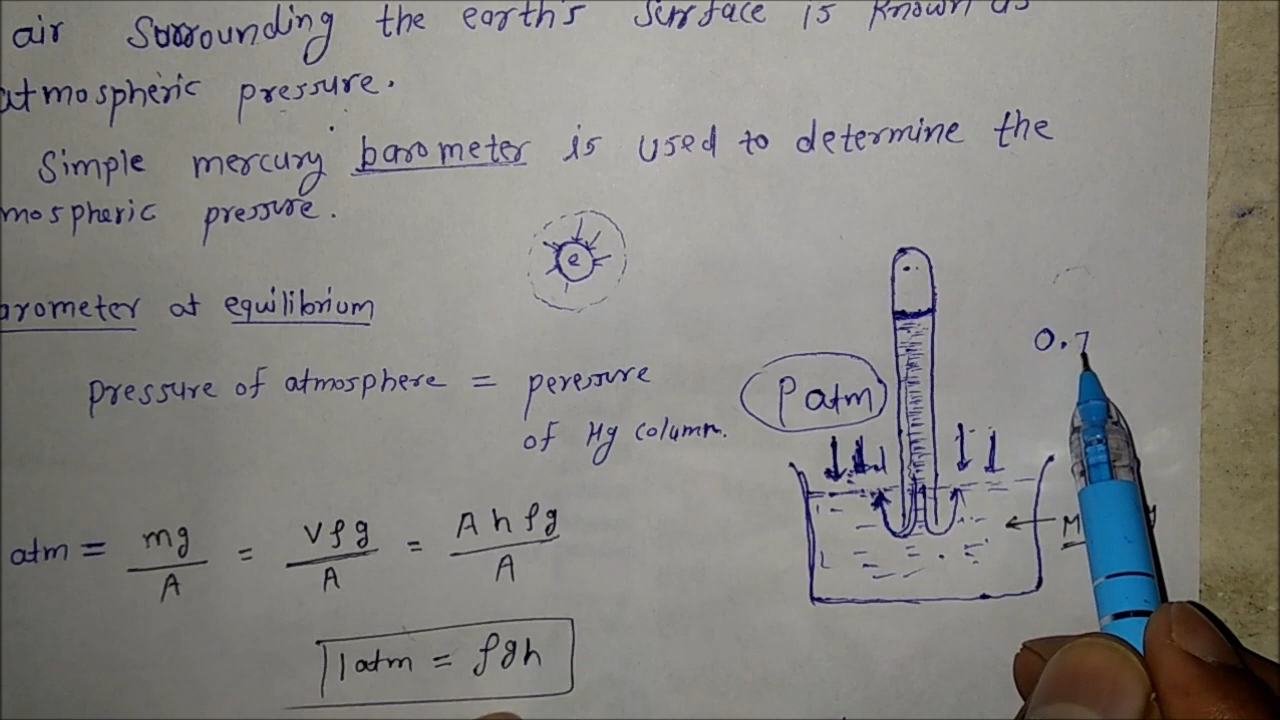 air Sorrounding the earth's surface is known as
atmospheric pressure.
Simple mercury barometer is used to determine the
mospheric pressure.
e
arometer at equilibrium
0.7
pressure of atmosphere = peressure
of Hg column.
Patm
atm = mg/A = Vρg/A = Ahρg/A
1atm = ρgh